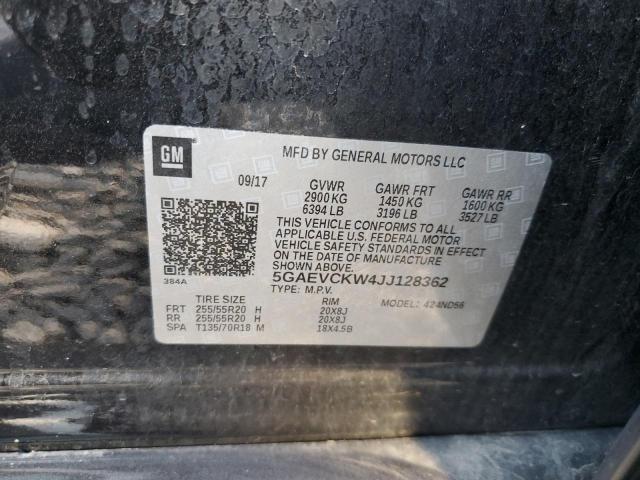 GM
MFD BY GENERAL MOTORS LLC
09/17 GVWR GAWR FRT GAWR RR
2900 KG 1450 KG 1600 KG
6394 LB 3196 LB 3527 LB
THIS VEHICLE CONFORMS TO ALL
APPLICABLE U.S. FEDERAL MOTOR
VEHICLE SAFETY STANDARDS IN EFFECT
ON THE DATE OF MANUFACTURE
SHOWN ABOVE.
5GAEVCKW4JJ128362
384A TYPE: M.P.V. MODEL: 424ND56
TIRE SIZE RIM
FRT 255/55R20 H 20X8J
RR 255/55R20 H 20X8J
SPA T135/70R18 M 18X4.5B